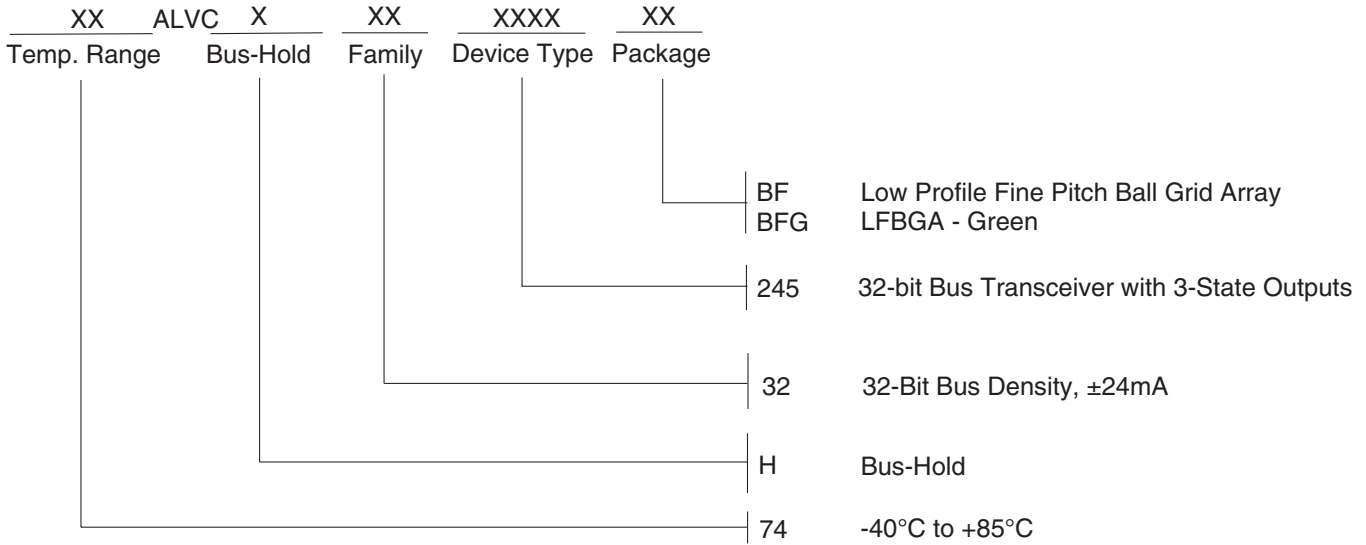 XX ALVC X XX XXXX XX
Temp. Range Bus-Hold Family Device Type Package
BF Low Profile Fine Pitch Ball Grid Array
BFG LFBGA - Green
245 32-bit Bus Transceiver with 3-State Outputs
32 32-Bit Bus Density, ±24mA
H Bus-Hold
74 -40°C to +85°C